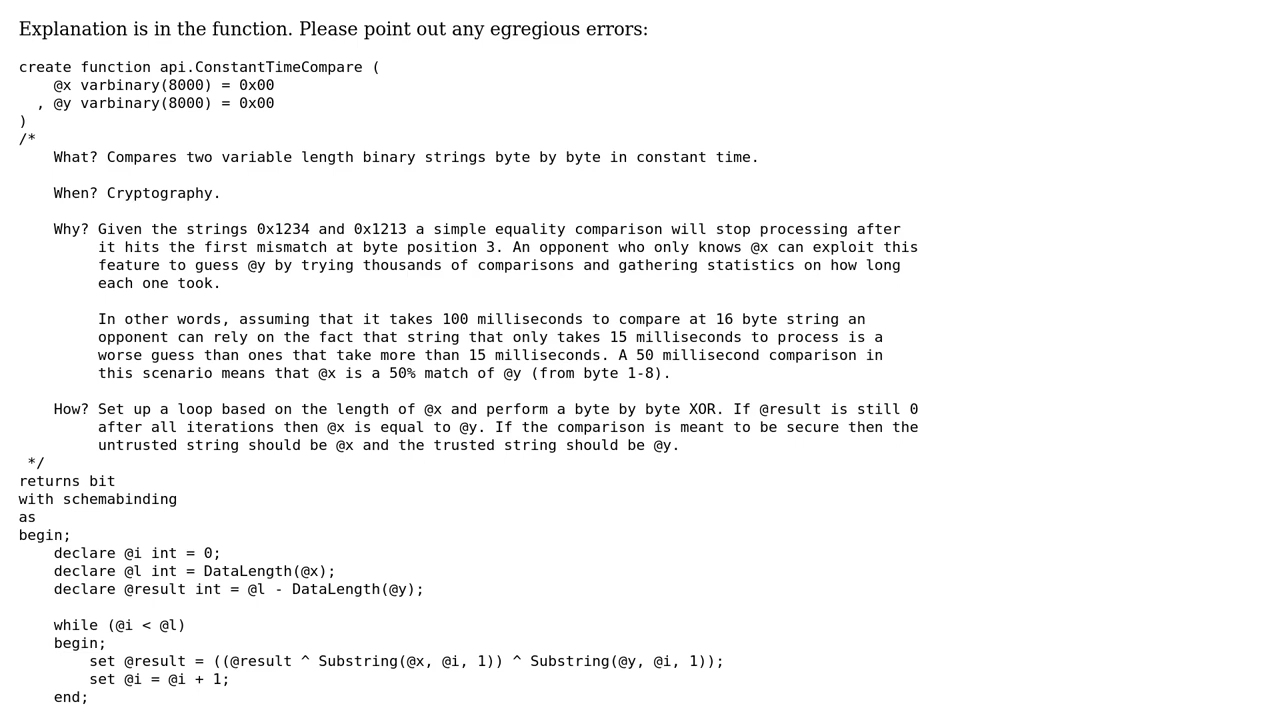 Explanation is in the function. Please point out any egregious errors:
create function api.ConstantTimeCompare (
    @x varbinary(8000) = 0x00
  , @y varbinary(8000) = 0x00
)
/*
    What? Compares two variable length binary strings byte by byte in constant time.
    When? Cryptography.
    Why? Given the strings 0x1234 and 0x1213 a simple equality comparison will stop processing after
         it hits the first mismatch at byte position 3. An opponent who only knows @x can exploit this
         feature to guess @y by trying thousands of comparisons and gathering statistics on how long
         each one took.
         In other words, assuming that it takes 100 milliseconds to compare at 16 byte string an
         opponent can rely on the fact that string that only takes 15 milliseconds to process is a
         worse guess than ones that take more than 15 milliseconds. A 50 millisecond comparison in
         this scenario means that @x is a 50% match of @y (from byte 1-8).
    How? Set up a loop based on the length of @x and perform a byte by byte XOR. If @result is still 0
         after all iterations then @x is equal to @y. If the comparison is meant to be secure then the
         untrusted string should be @x and the trusted string should be @y.
 */
returns bit
with schemabinding
as
begin;
    declare @i int = 0;
    declare @l int = DataLength(@x);
    declare @result int = @l - DataLength(@y);
    while (@i < @l)
    begin;
        set @result = ((@result ^ Substring(@x, @i, 1)) ^ Substring(@y, @i, 1));
        set @i = @i + 1;
    end;